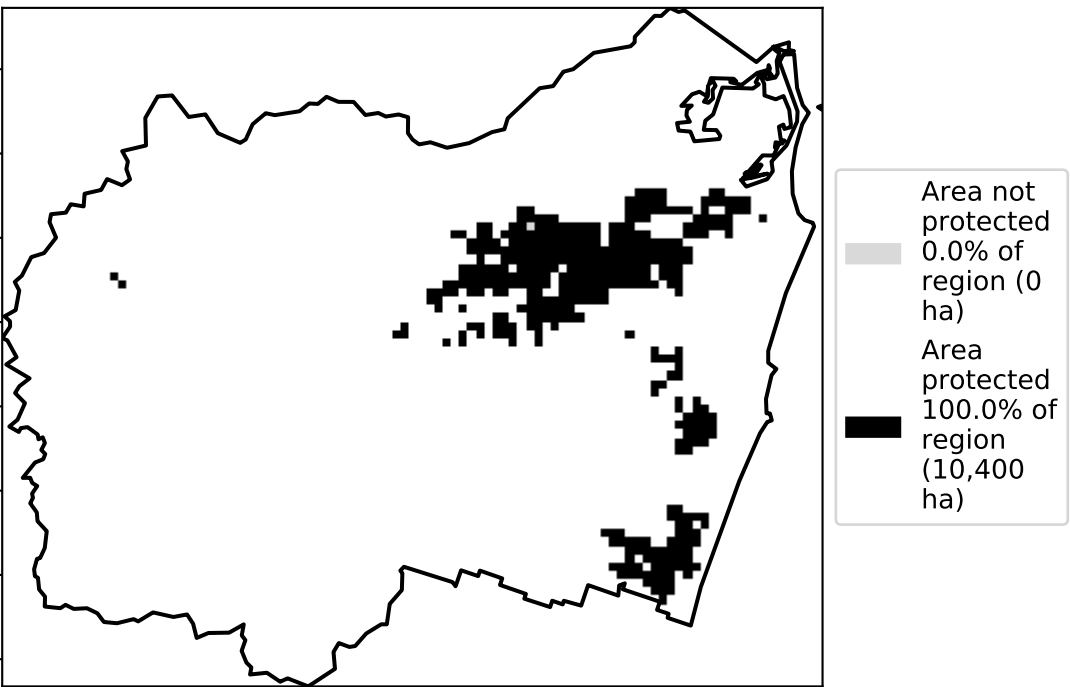 Area not
protected
0.0% of
region (0
ha)
Area
protected
100.0% of
region
(10,400
ha)